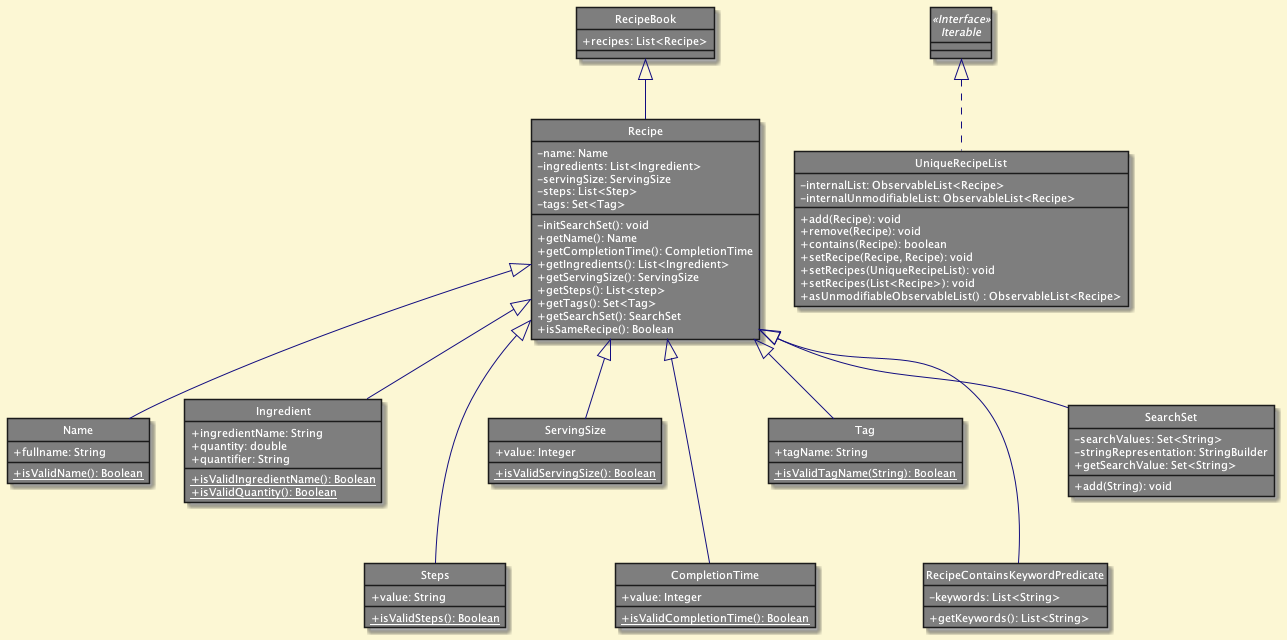 RecipeBook
+recipes: List<Recipe>
«Interface»
Iterable
Recipe
-name: Name
-ingredients: List<Ingredient>
-servingSize: ServingSize
-steps: List<Step>
-tags: Set<Tag>
-initSearchSet(): void
+getName(): Name
+getCompletionTime(): CompletionTime
+getIngredients(): List<Ingredient>
+getServingSize(): ServingSize
+getSteps(): List<step>
+getTags(): Set<Tag>
+getSearchSet(): SearchSet
+isSameRecipe(): Boolean
UniqueRecipeList
-internalList: ObservableList<Recipe>
-internalUnmodifiableList: ObservableList<Recipe>
+add(Recipe): void
+remove(Recipe): void
+contains(Recipe): boolean
+setRecipe(Recipe, Recipe): void
+setRecipes(UniqueRecipeList): void
+setRecipes(List<Recipe>): void
+asUnmodifiableObservableList() : ObservableList<Recipe>
Name
+fullname: String
+isValidName(): Boolean
Ingredient
+ingredientName: String
+quantity: double
+quantifier: String
+isValidIngredientName(): Boolean
+isValidQuantity(): Boolean
ServingSize
+value: Integer
+isValidServingSize(): Boolean
Tag
+tagName: String
+isValidTagName(String): Boolean
SearchSet
-searchValues: Set<String>
-stringRepresentation: StringBuilder
+getSearchValue: Set<String>
+add(String): void
Steps
+value: String
+isValidSteps(): Boolean
CompletionTime
+value: Integer
+isValidCompletionTime(): Boolean
RecipeContainsKeywordPredicate
-keywords: List<String>
+getKeywords(): List<String>